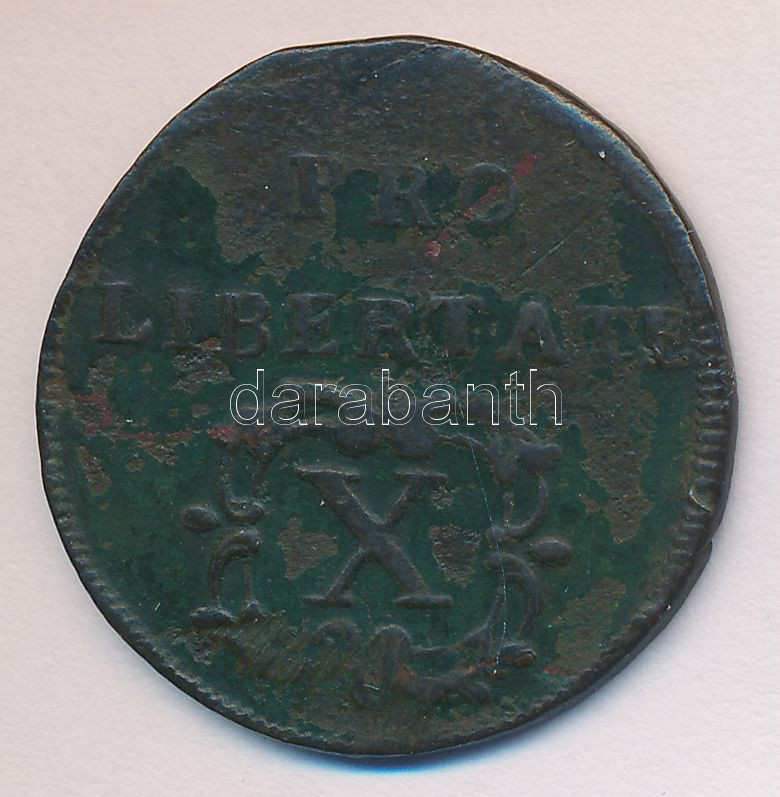 PRO
LIBERTATE
darabanth
X